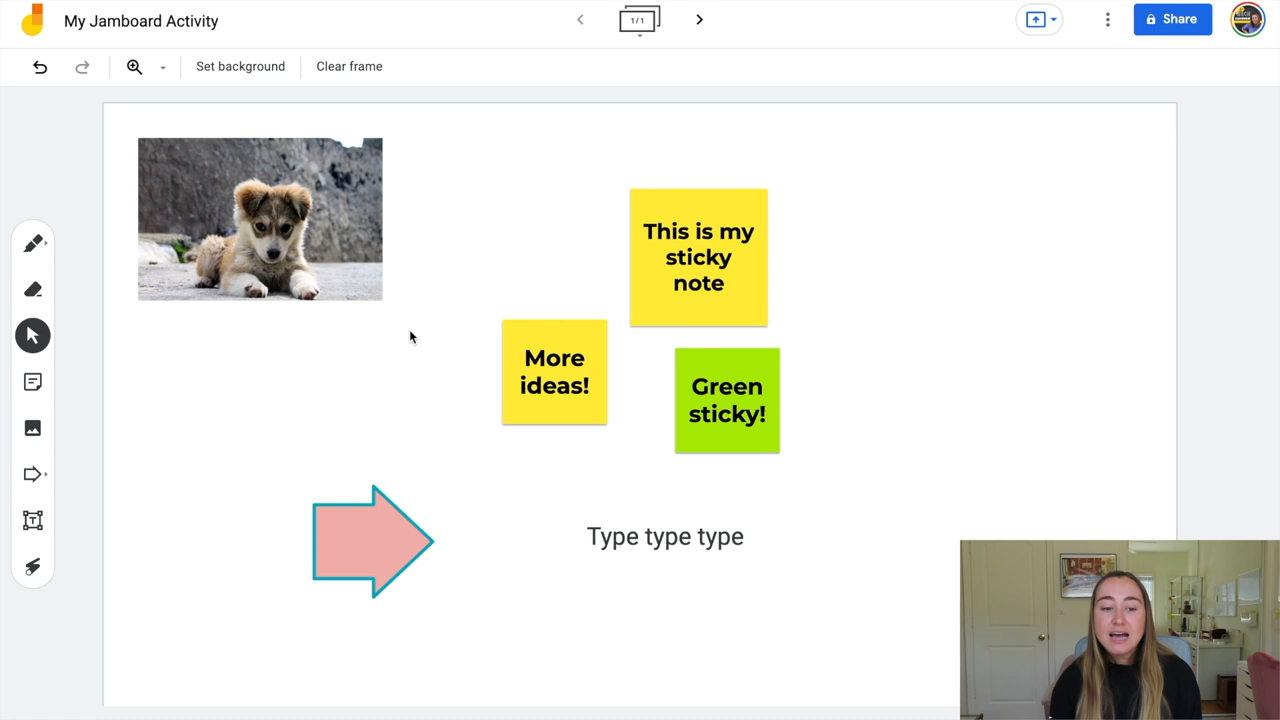 My Jamboard Activity
1/1
Share
Set background
Clear frame
This is my
sticky
note
More
ideas!
Green
sticky!
Type type type